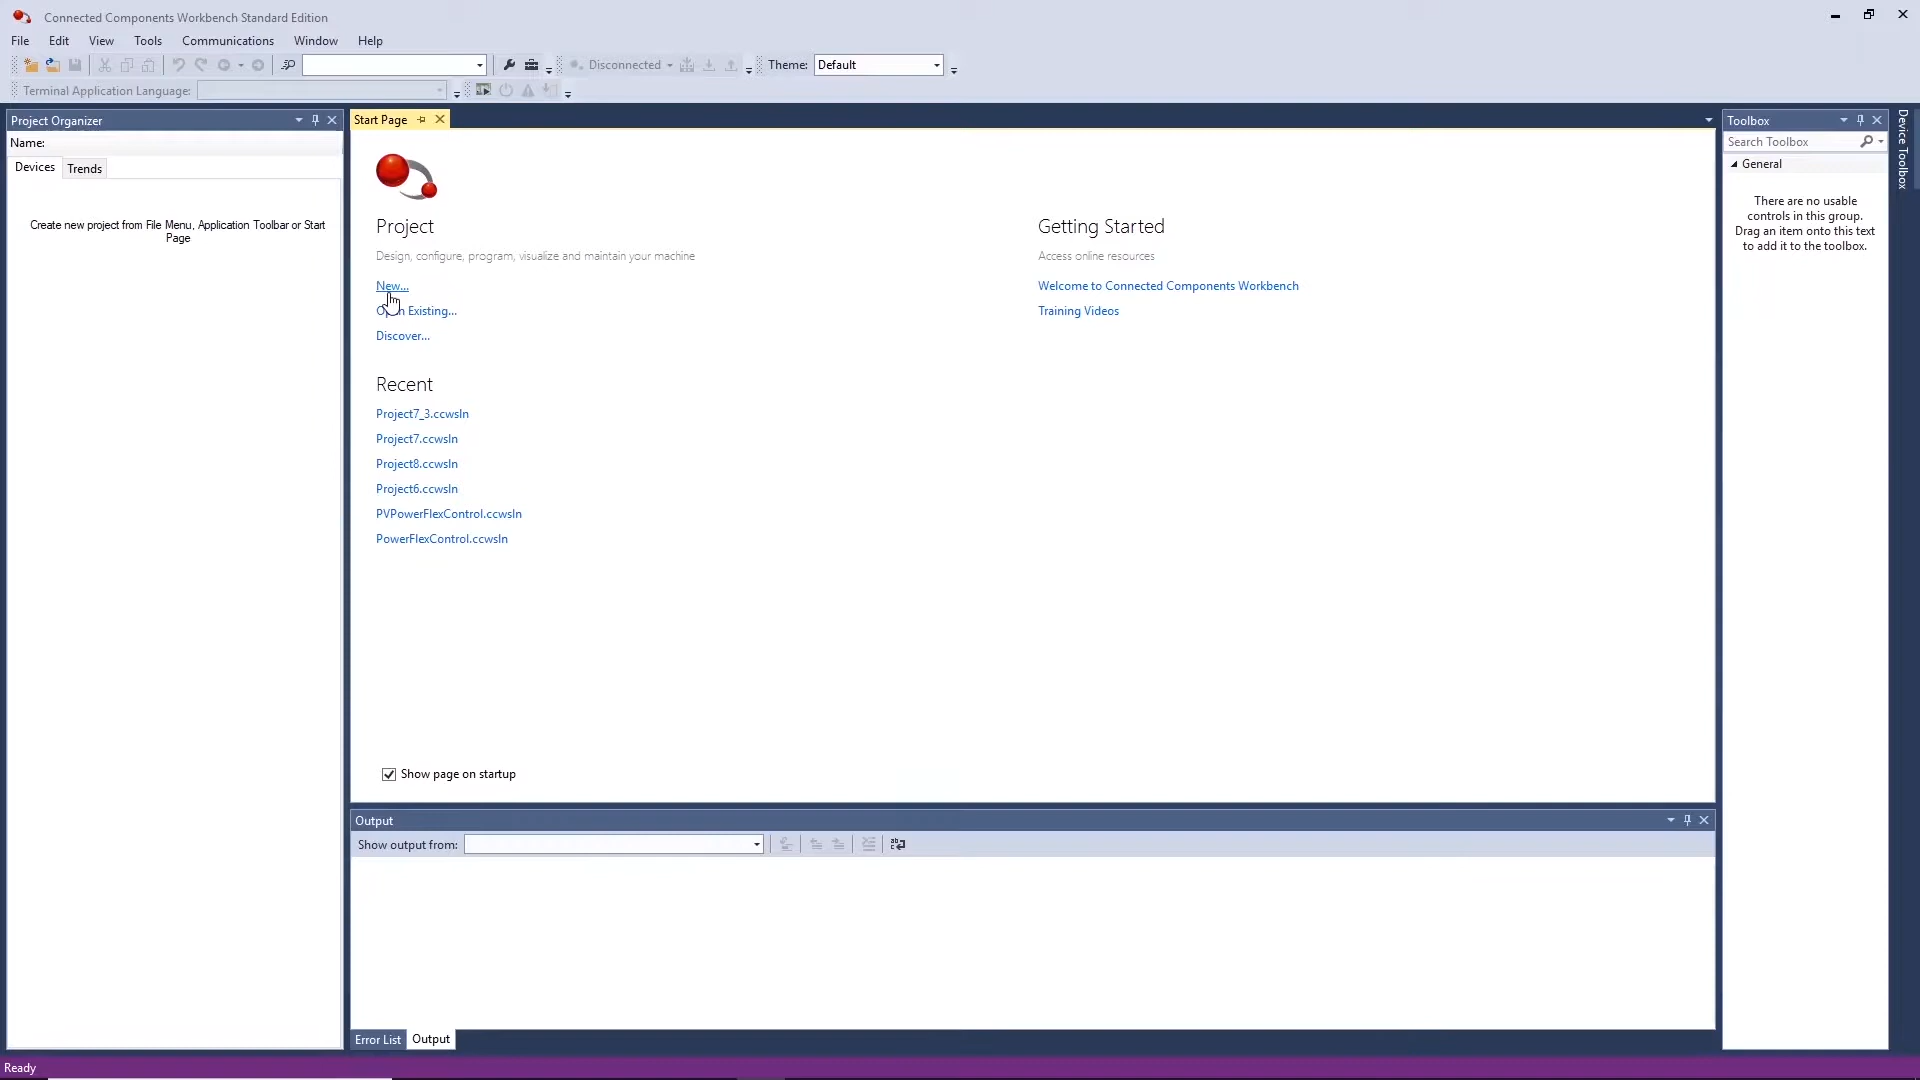 Connected Components Workbench Standard Edition
File Edit View Tools Communications Window Help
Disconnected Theme: Default
Terminal Application Language:
Project Organizer
Name:
Devices Trends
Create new project from File Menu, Application Toolbar or Start
Page
Start Page
Project
Design, configure, program, visualize and maintain your machine
New...
Existing...
Discover...
Recent
Project7_3.ccwsln
Project7.ccwsln
Project8.ccwsln
Project6.ccwsln
PVPowerFlexControl.ccwsln
PowerFlexControl.ccwsln
Show page on startup
Getting Started
Access online resources
Welcome to Connected Components Workbench
Training Videos
Output
Show output from:
Error List Output
Toolbox
Search Toolbox
General
There are no usable
controls in this group.
Drag an item onto this text
to add it to the toolbox.
Device Toolbox
Ready